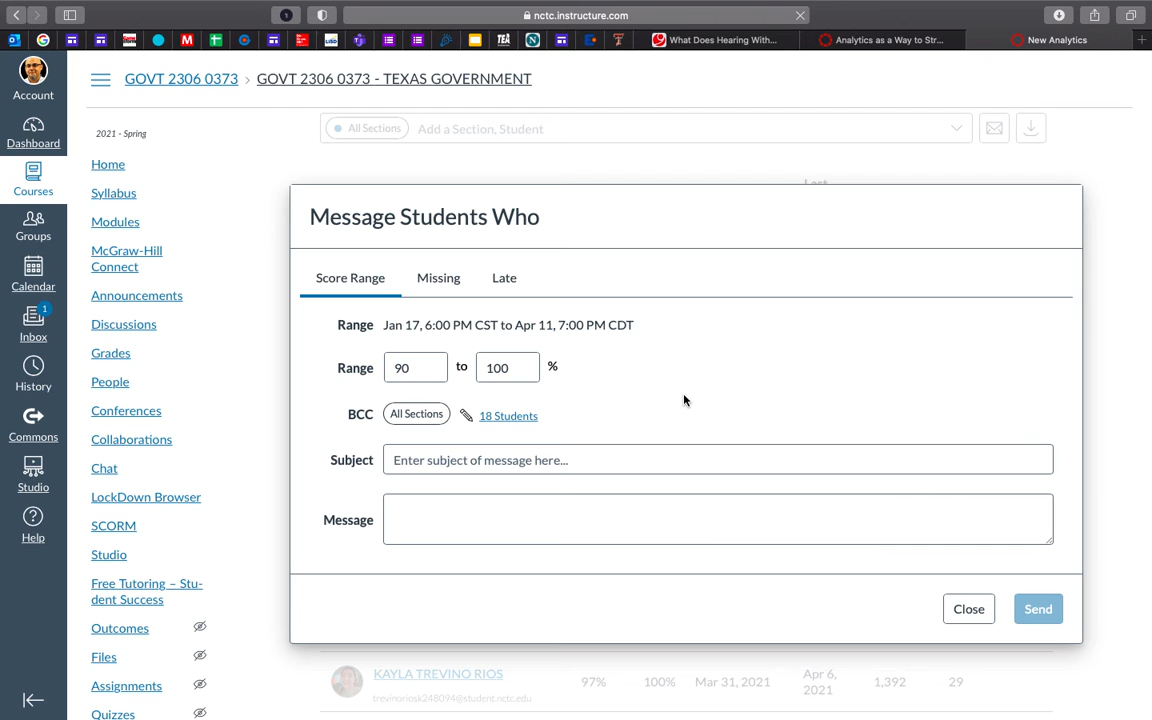 nctc.instructure.com
What Does Hearing With...
Analytics as a Way to Str...
New Analytics
Account
Dashboard
Courses
Groups
Calendar
1
Inbox
History
Commons
Studio
Help
GOVT 2306 0373 › GOVT 2306 0373 - TEXAS GOVERNMENT
2021 - Spring
Home
Syllabus
Modules
McGraw-Hill
Connect
Announcements
Discussions
Grades
People
Conferences
Collaborations
Chat
LockDown Browser
SCORM
Studio
Free Tutoring – Stu-
dent Success
Outcomes
Files
Assignments
Quizzes
All Sections Add a Section, Student
Last
Message Students Who
Score Range Missing Late
Range Jan 17, 6:00 PM CST to Apr 11, 7:00 PM CDT
Range 90 to 100 %
BCC All Sections 18 Students
Subject Enter subject of message here...
Message
Close Send
KAYLA TREVINO RIOS 97% 100% Mar 31, 2021 Apr 6, 2021 1,392 29
trevinoriosk248094@student.nctc.edu